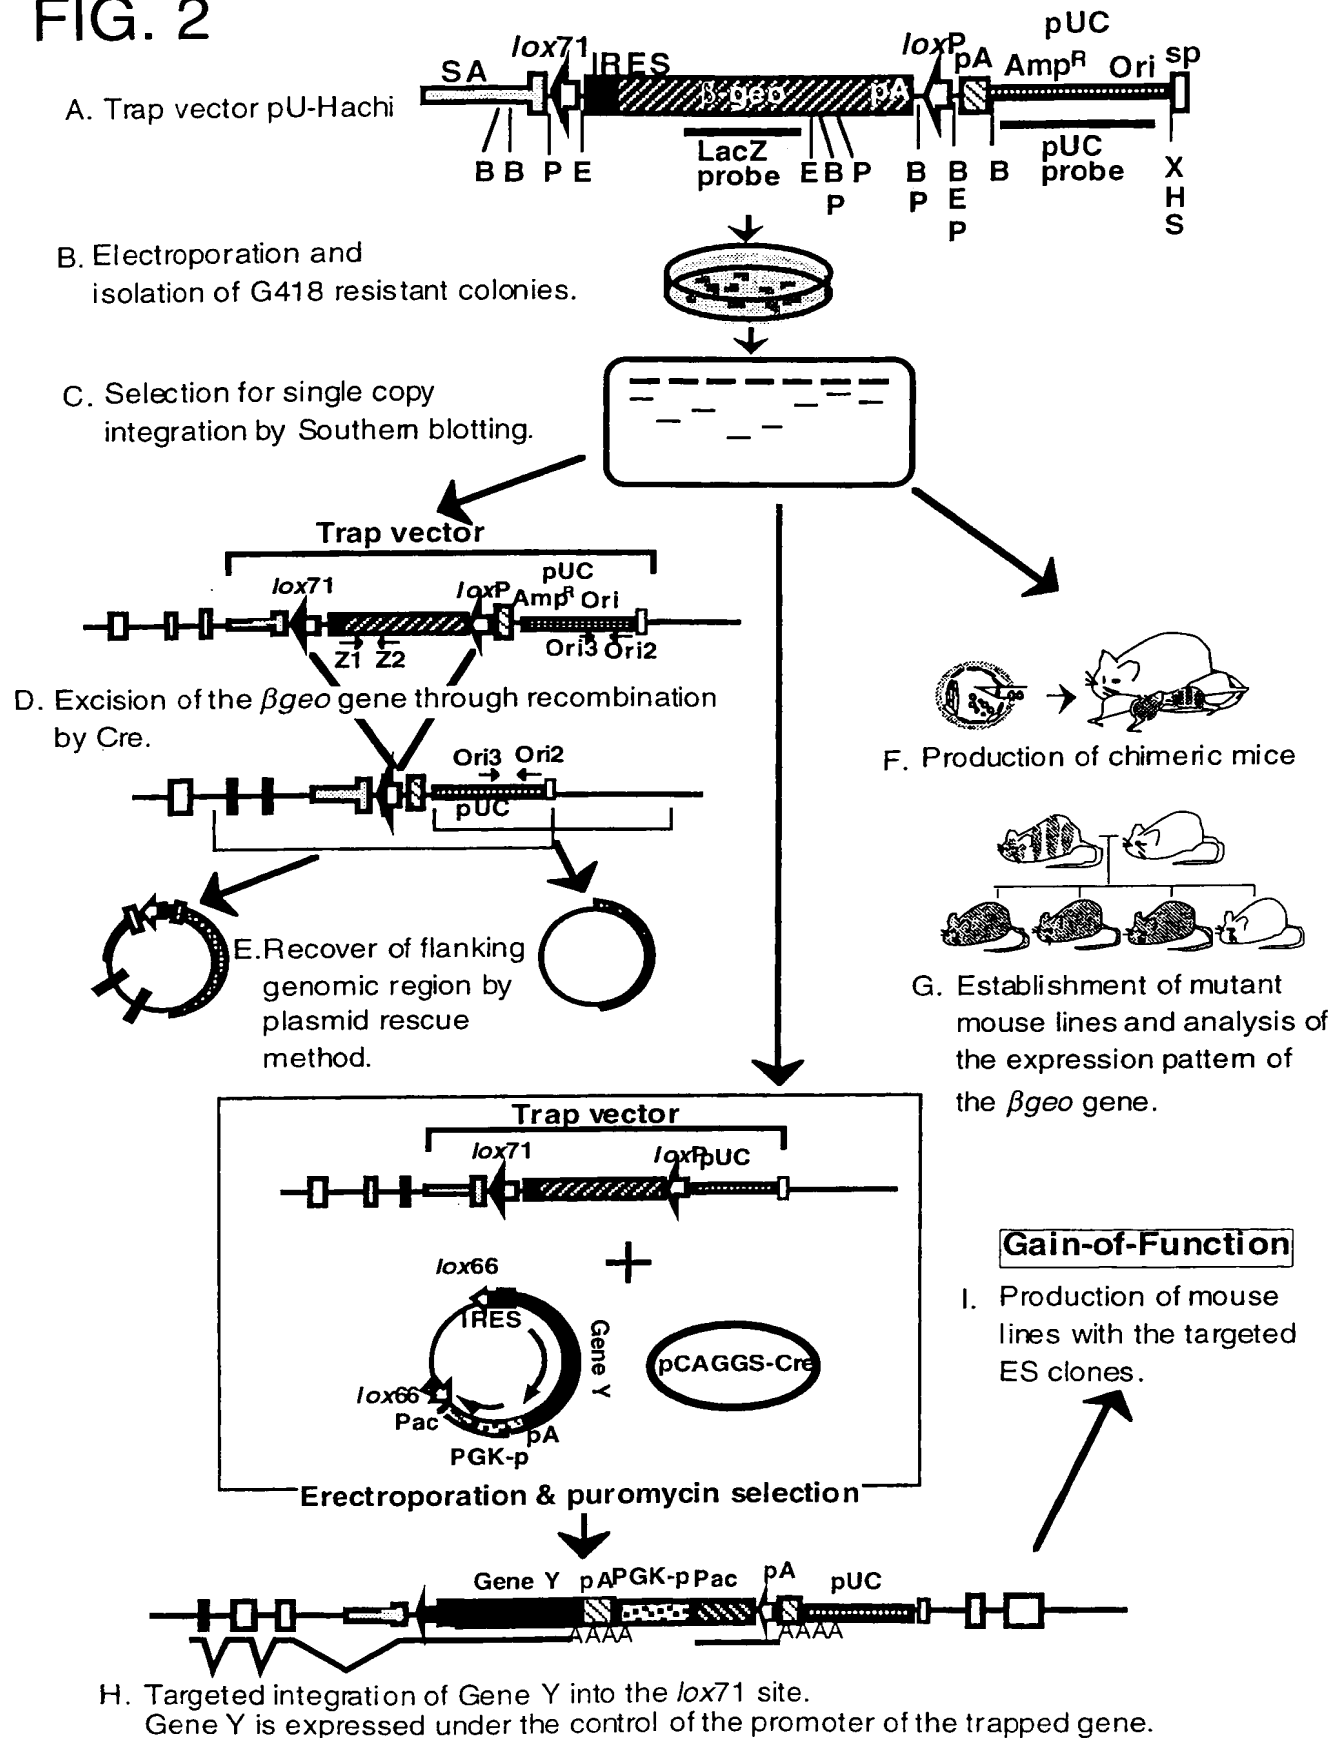 FIG. 2
pUC
lox71 loxP
SA IRES pA AmpR Ori sp
β-geo pA
A. Trap vector pU-Hachi
LacZ pUC
probe probe
B B P E E B P B B B X
P P E H
P S
B. Electroporation and
isolation of G418 resistant colonies.
C. Selection for single copy
integration by Southern blotting.
Trap vector
pUC
lox71 loxP AmpR Ori
Z1 Z2 Ori3 Ori2
D. Excision of the βgeo gene through recombination
by Cre.
Ori3 Ori2
pUC
E. Recover of flanking
genomic region by
plasmid rescue
method.
F. Production of chimeric mice
G. Establishment of mutant
mouse lines and analysis of
the expression pattern of
the βgeo gene.
Trap vector
lox71 loxP pUC
+
lox66
IRES
Gene Y
pCAGGS-Cre
lox66
Pac
pA
PGK-p
Erectroporation & puromycin selection
Gain-of-Function
I. Production of mouse
lines with the targeted
ES clones.
Gene Y pA PGK-p Pac pA pUC
AAAA AAAA
H. Targeted integration of Gene Y into the lox71 site.
Gene Y is expressed under the control of the promoter of the trapped gene.